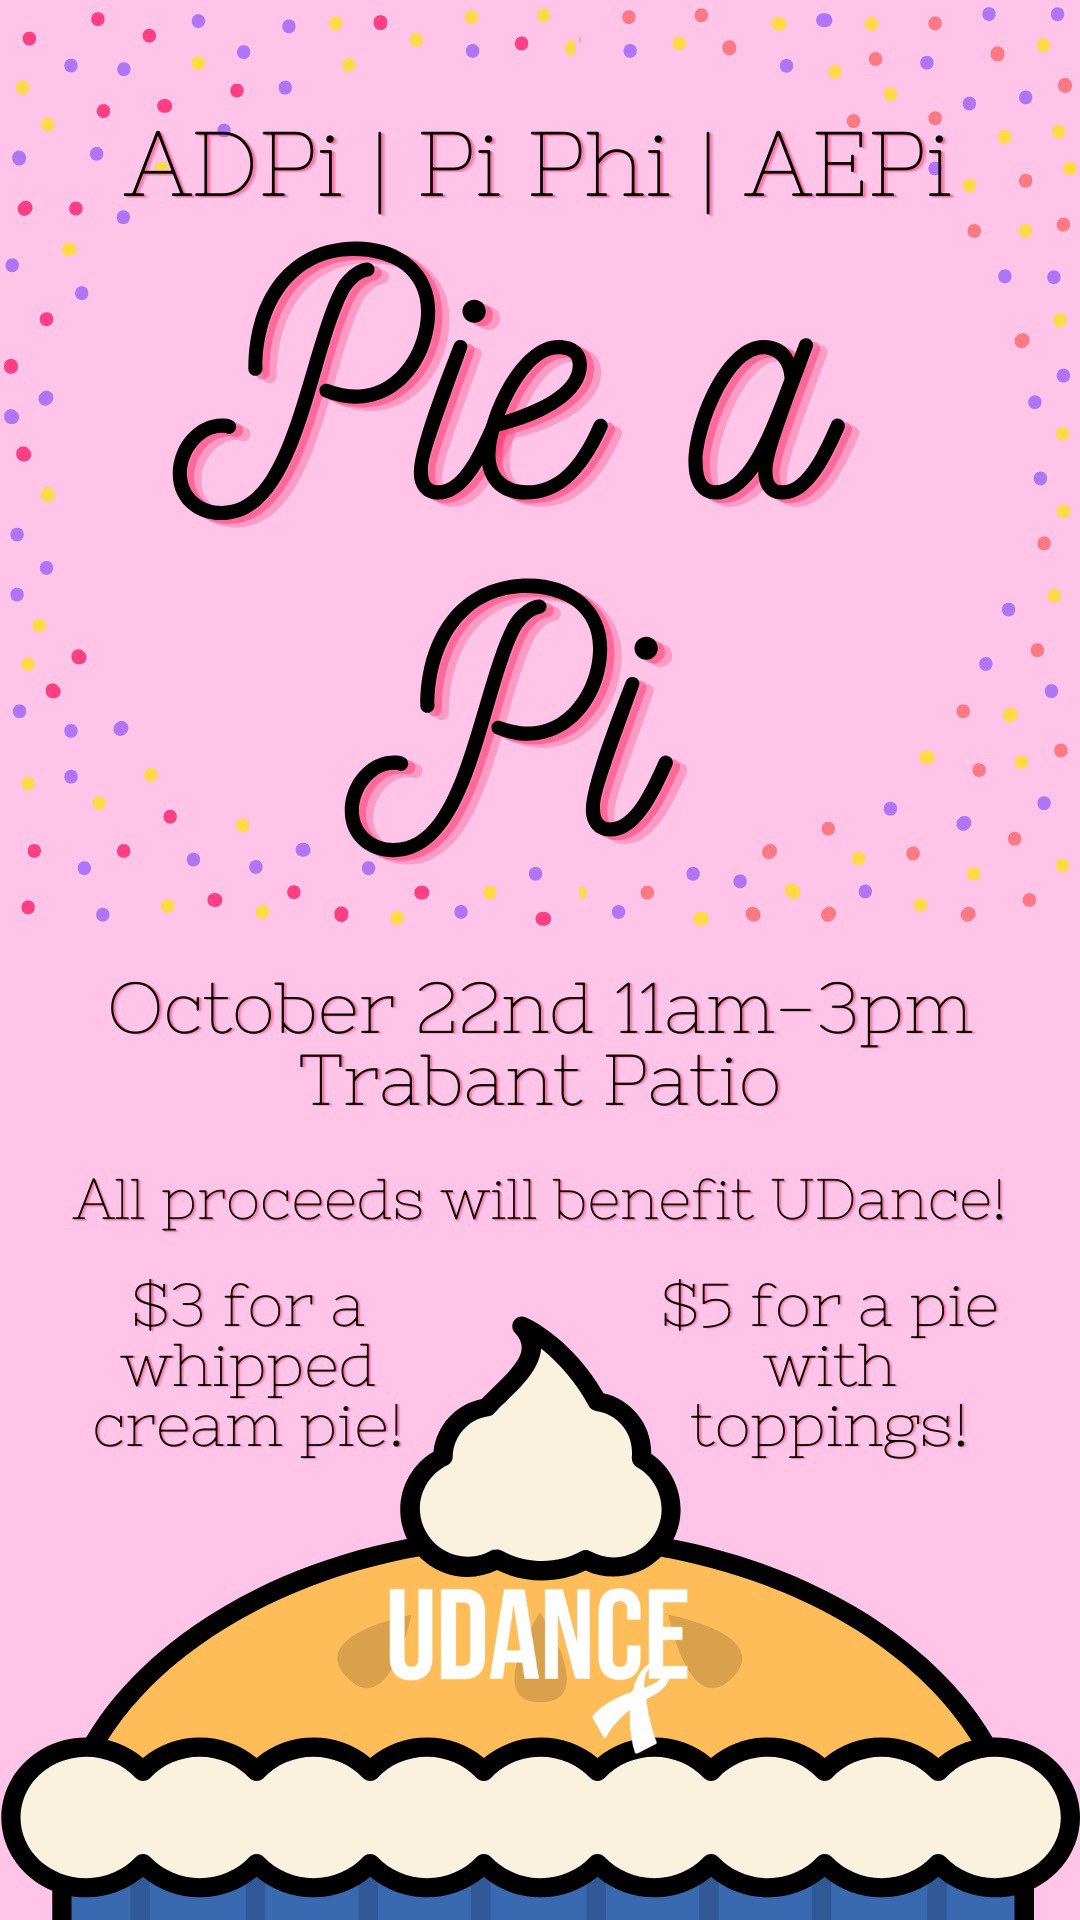 ADPi | Pi Phi | AEPi
Pie a
Pi
October 22nd 11am-3pm
Trabant Patio
All proceeds will benefit UDance!
$3 for a
whipped
cream pie!
$5 for a pie
with
toppings!
UDANCE